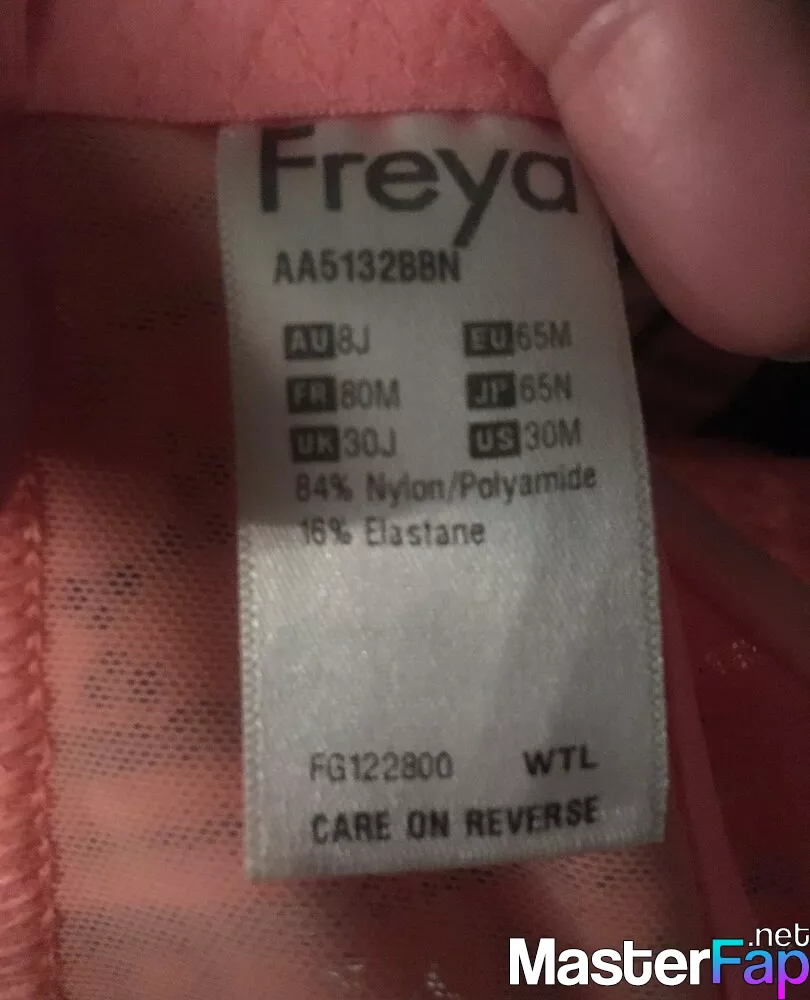 Freya
AA5132BBN
AU 8J EU 65M
FR 80M JP 65N
UK 30J US 30M
84% Nylon/Polyamide
16% Elastane
FG122800 WTL
CARE ON REVERSE
MasterFap.net